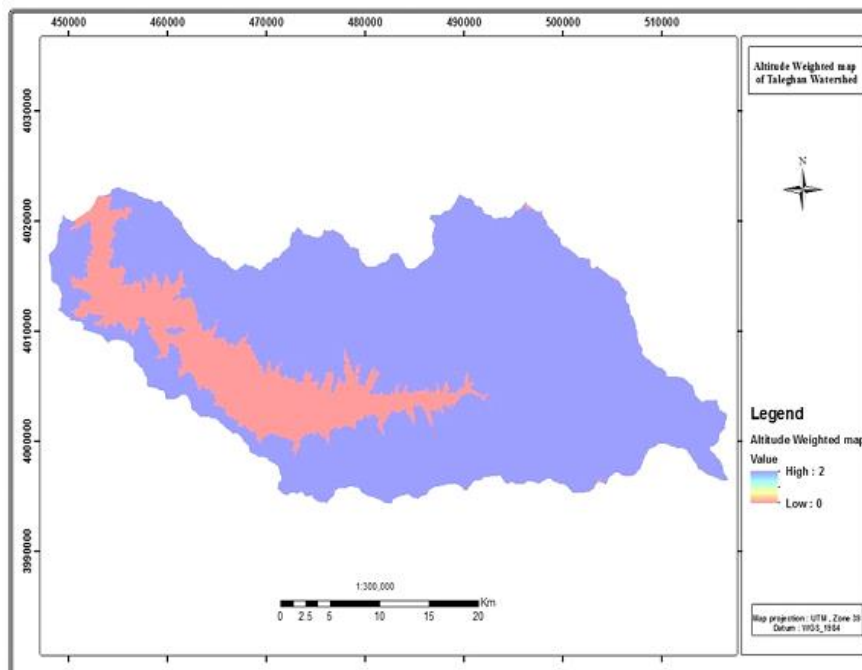 450000 460000 470000 480000 490000 500000 510000
Altitude Weighted map
of Taleghan Watershed
N
4030000
4020000
4010000
4000000
3990000
Legend
Altitude Weighted map
Value
High : 2
Low : 0
1:300,000
Km
0 2.5 5 10 15 20
Map projection : UTM , Zone 39
Datum : WGS_1984